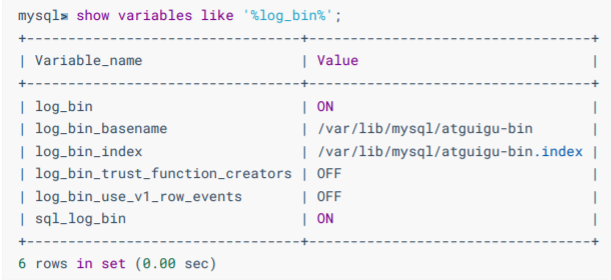 mysql> show variables like '%log_bin%';
+---------------------------------+----------------------------------+
| Variable_name                   | Value                            |
+---------------------------------+----------------------------------+
| log_bin                         | ON                               |
| log_bin_basename                | /var/lib/mysql/atguigu-bin       |
| log_bin_index                   | /var/lib/mysql/atguigu-bin.index |
| log_bin_trust_function_creators | OFF                              |
| log_bin_use_v1_row_events       | OFF                              |
| sql_log_bin                     | ON                               |
+---------------------------------+----------------------------------+
6 rows in set (0.00 sec)